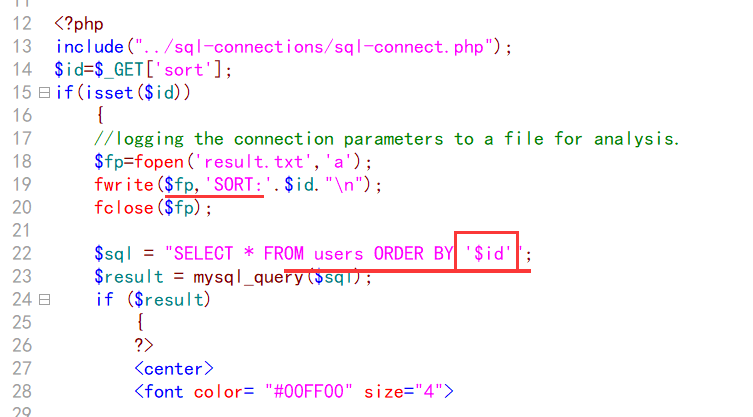 12 <?php
13 include("../sql-connections/sql-connect.php");
14 $id=$_GET['sort'];
15 if(isset($id))
16 {
17 //logging the connection parameters to a file for analysis.
18 $fp=fopen('result.txt','a');
19 fwrite($fp,'SORT:'.$id."\n");
20 fclose($fp);
21
22 $sql = "SELECT * FROM users ORDER BY '$id'";
23 $result = mysql_query($sql);
24 if ($result)
25 {
26 ?>
27 <center>
28 <font color= "#00FF00" size="4">